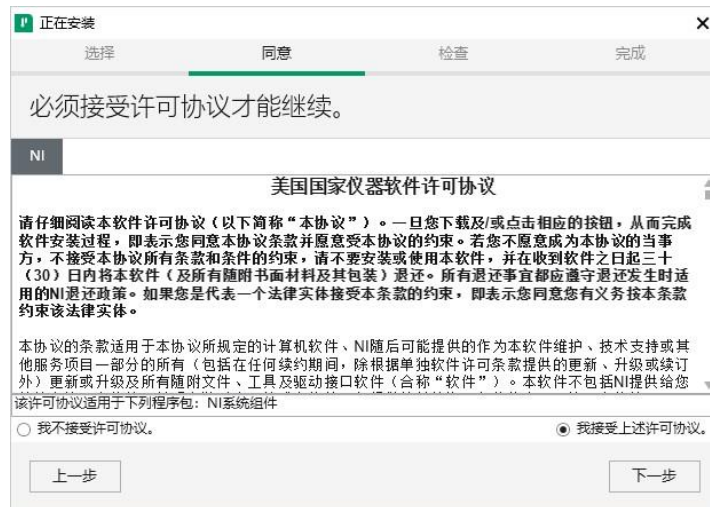 正在安装
选择 同意 检查 完成
必须接受许可协议才能继续。
NI
美国国家仪器软件许可协议
请仔细阅读本软件许可协议（以下简称“本协议”）。一旦您下载及/或点击相应的按钮，从而完成
软件安装过程，即表示您同意本协议条款并愿意受本协议的约束。若您不愿意成为本协议的当事
方，不接受本协议所有条款和条件的约束，请不要安装或使用本软件，并在收到软件之日起三十
（30）日内将本软件（及所有随附书面材料及其包装）退还。所有退还事宜都应遵守退还发生时适
用的NI退还政策。如果您是代表一个法律实体接受本条款的约束，即表示您同意您有义务按本条款
约束该法律实体。
本协议的条款适用于本协议所规定的计算机软件、NI随后可能提供的作为本软件维护、技术支持或其
他服务项目一部分的所有（包括在任何续约期间，除根据单独软件许可条款提供的更新、升级或续订
外）更新或升级及所有随附文件、工具及驱动接口软件（合称“软件”）。本软件不包括NI提供给您
该许可协议适用于下列程序包：NI系统组件
我不接受许可协议。 我接受上述许可协议。
上一步 下一步